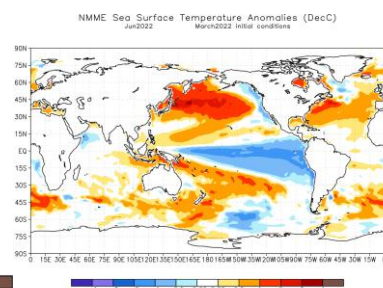 NMME Sea Surface Temperature Anomalies (DecC)
Jun2022 March2022 initial conditions
90N
75N
60N
45N
30N
15N
EQ
15S
30S
45S
60S
75S
90S
0 15E 30E 45E 60E 75E 90E 105E 120E 135E 150E 165E 180 165W 150W 135W 120W 105W 90W 75W 60W 45W 30W 15W